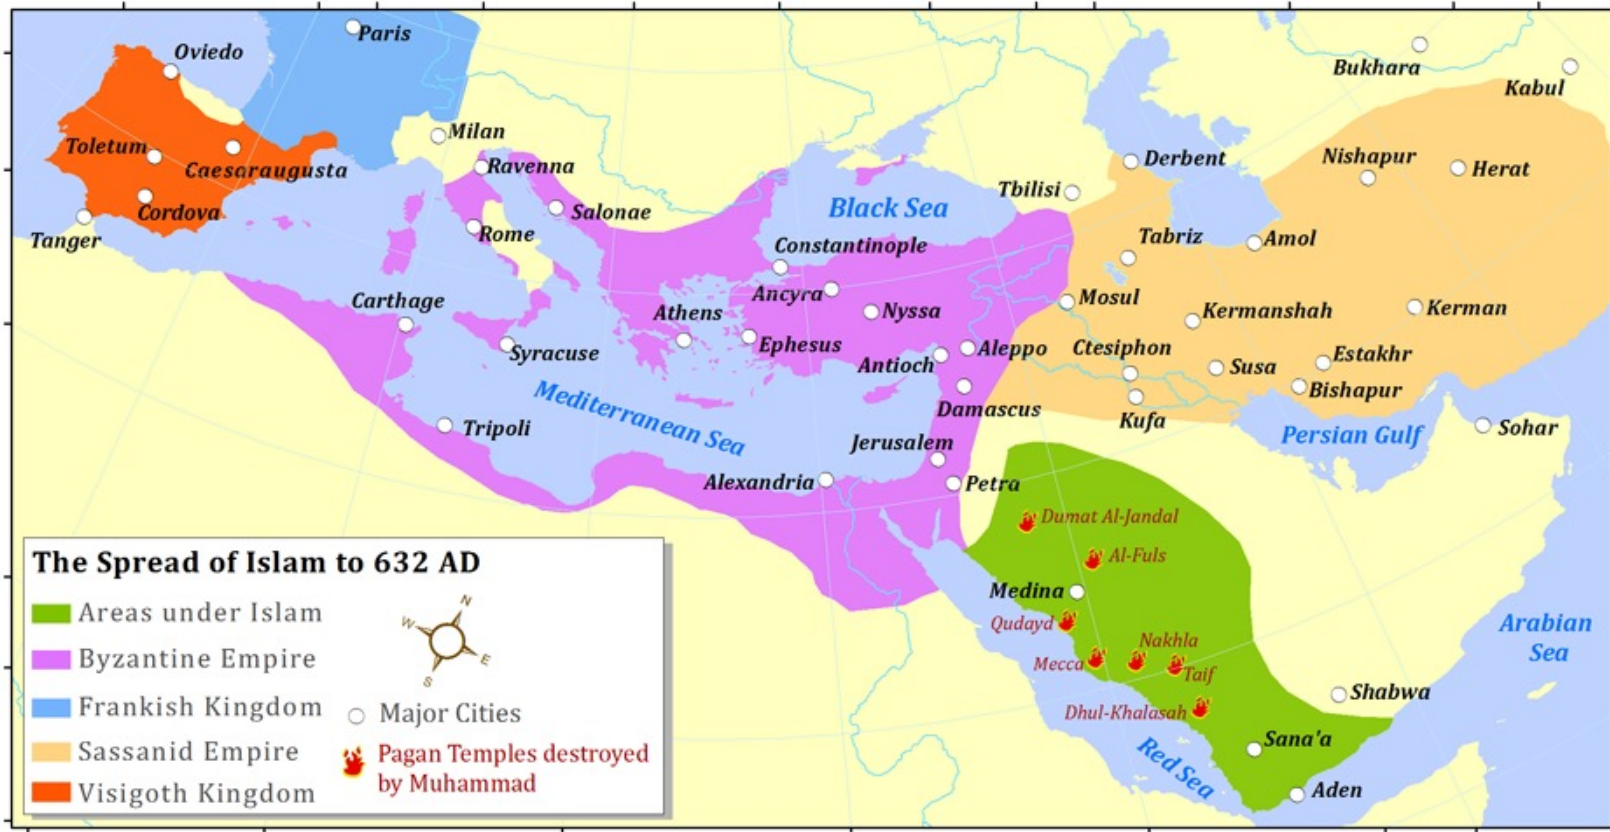 Paris
Oviedo
Bukhara
Kabul
Milan
Toletum
Caesaraugusta
Ravenna
Derbent
Nishapur
Herat
Tbilisi
Cordova
Salonae
Black Sea
Tanger
Rome
Constantinople
Tabriz
Amol
Carthage
Ancyra
Nyssa
Mosul
Kermanshah
Kerman
Athens
Syracuse
Ephesus
Antioch
Aleppo
Ctesiphon
Susa
Estakhr
Bishapur
Mediterranean Sea
Damascus
Kufa
Tripoli
Jerusalem
Persian Gulf
Sohar
Alexandria
Petra
Dumat Al-Jandal
Al-Fuls
Medina
Qudayd
Nakhla
Mecca
Taif
Arabian
Sea
Dhul-Khalasah
Shabwa
Sana'a
Red Sea
Aden
The Spread of Islam to 632 AD
Areas under Islam
Byzantine Empire
Frankish Kingdom
Sassanid Empire
Visigoth Kingdom
N
W
E
S
Major Cities
Pagan Temples destroyed
by Muhammad